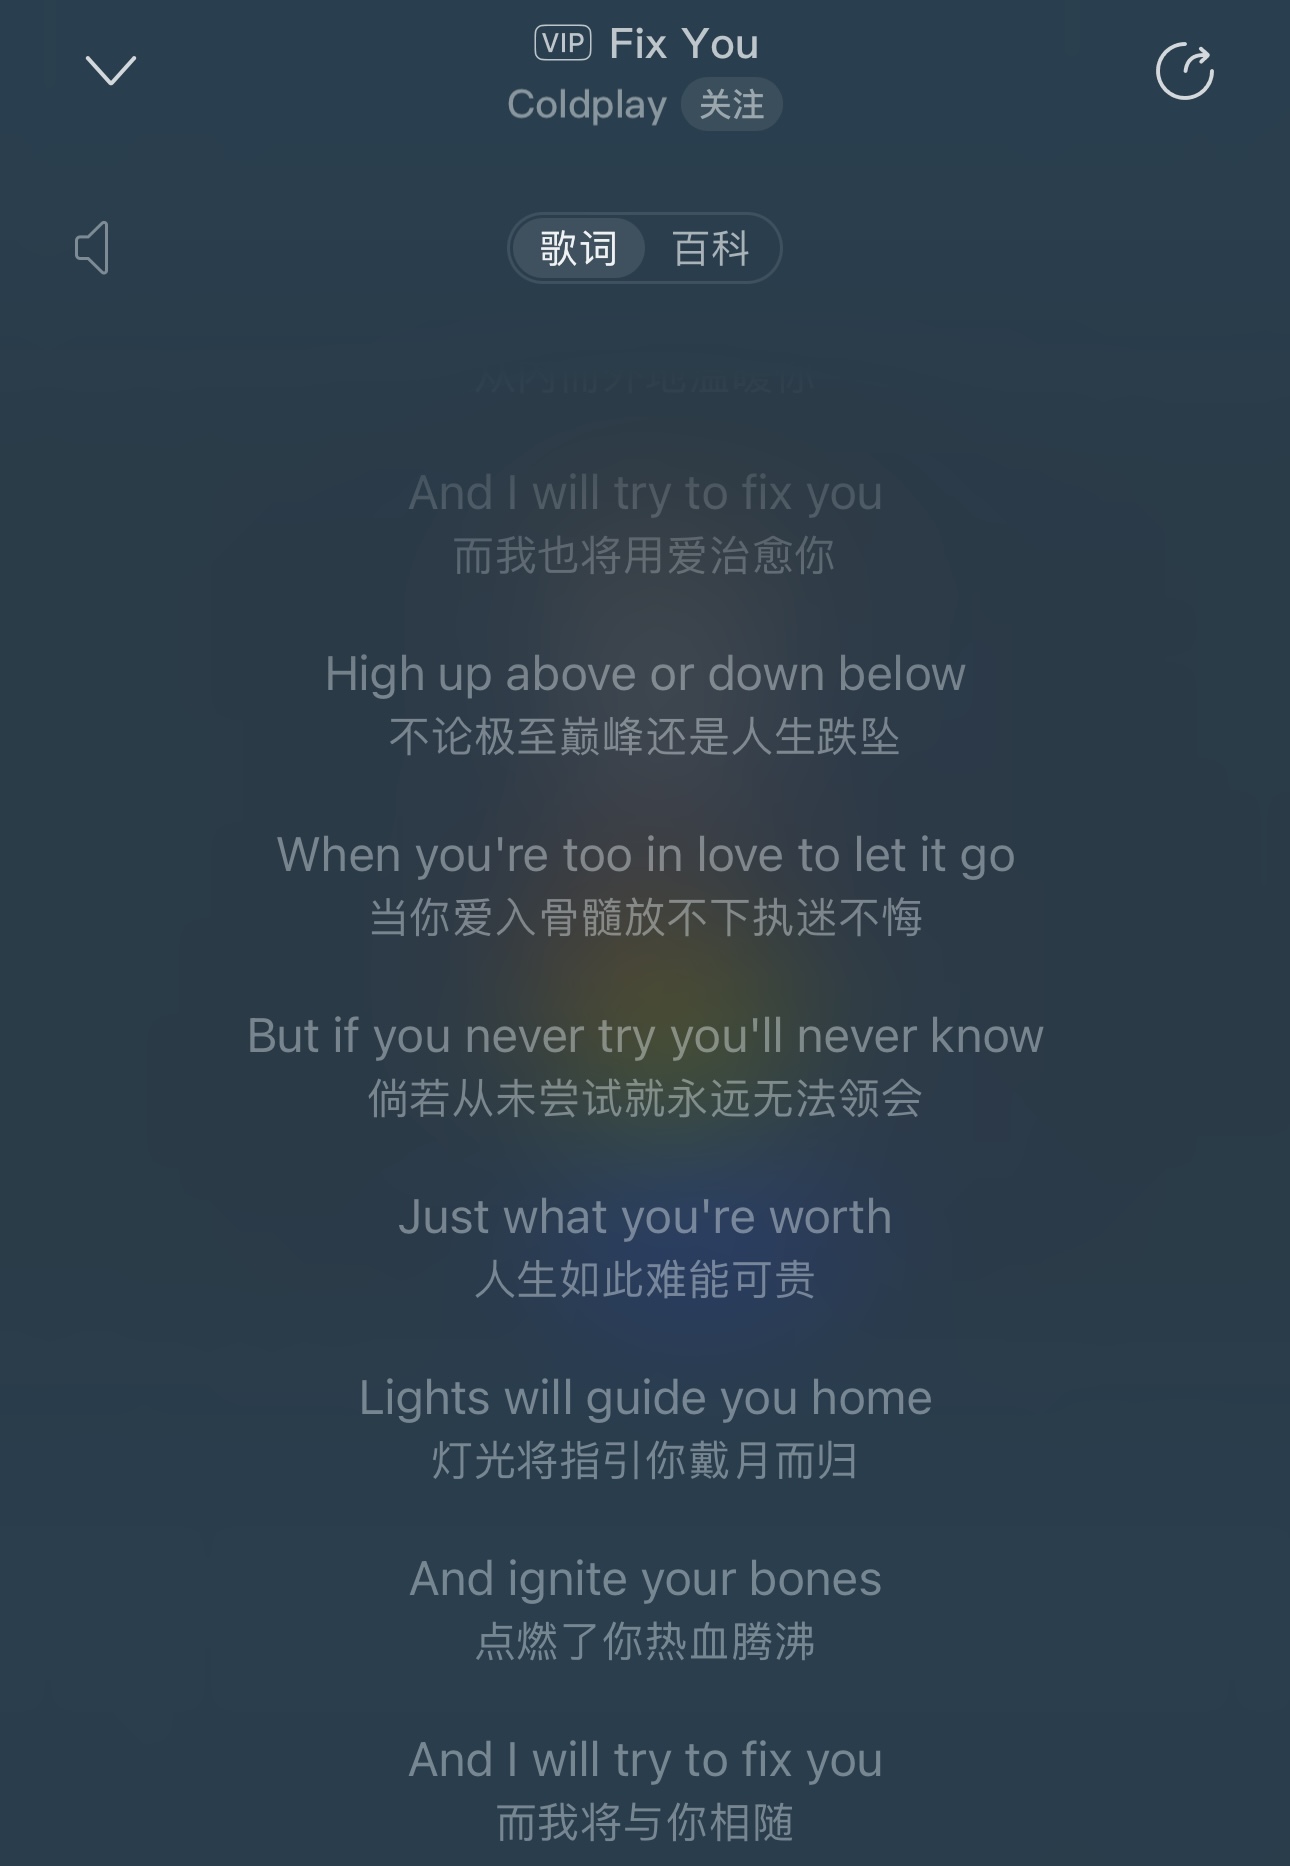 VIP Fix You
Coldplay 关注
歌词 百科
And I will try to fix you
而我也将用爱治愈你
High up above or down below
不论极至巅峰还是人生跌坠
When you're too in love to let it go
当你爱入骨髓放不下执迷不悔
But if you never try you'll never know
倘若从未尝试就永远无法领会
Just what you're worth
人生如此难能可贵
Lights will guide you home
灯光将指引你戴月而归
And ignite your bones
点燃了你热血腾沸
And I will try to fix you
而我将与你相随